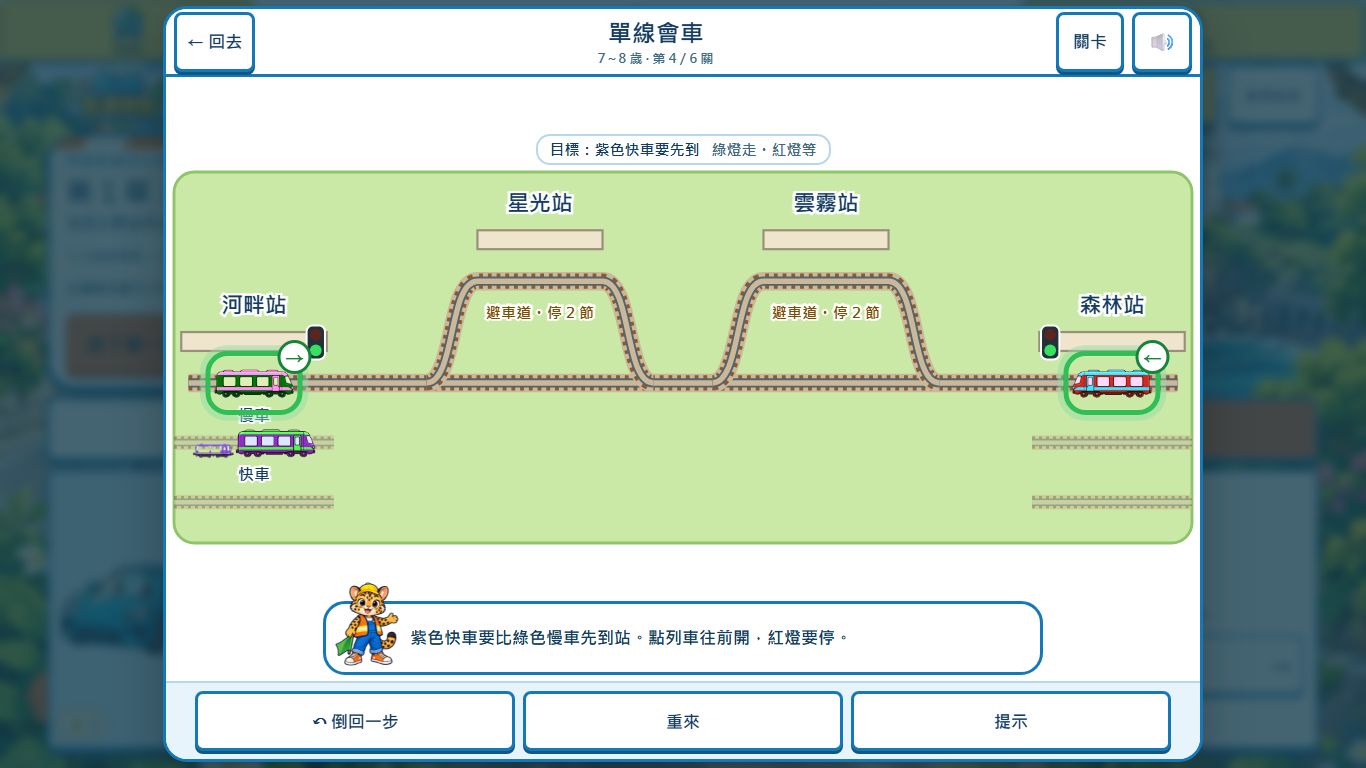 ← 回去
單線會車
7~8 歲 · 第 4 / 6 關
關卡
目標：紫色快車要先到 綠燈走・紅燈等
星光站
雲霧站
避車道・停 2 節
避車道・停 2 節
河畔站
森林站
→
←
慢車
快車
紫色快車要比綠色慢車先到站。點列車往前開，紅燈要停。
↶ 倒回一步
重來
提示